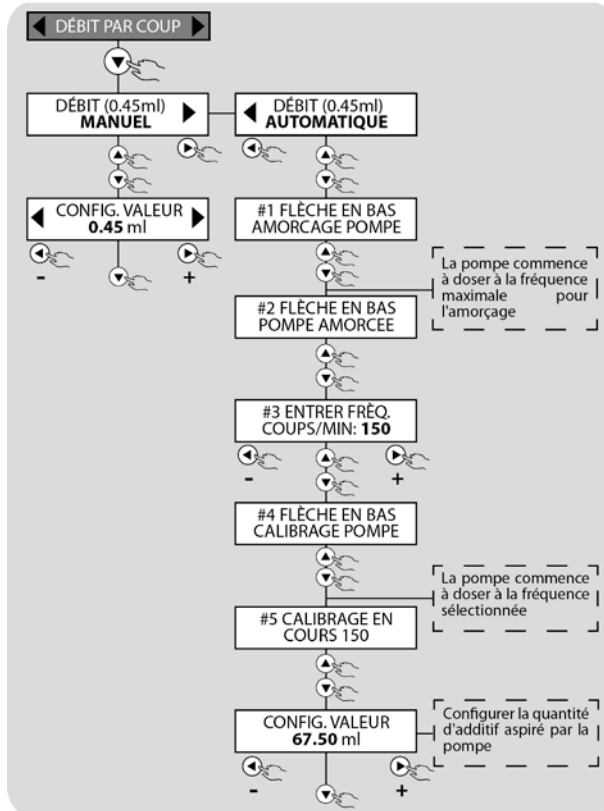 DÉBIT PAR COUP
DÉBIT (0.45ml)
MANUEL
DÉBIT (0.45ml)
AUTOMATIQUE
CONFIG. VALEUR
0.45 ml
- +
#1 FLÈCHE EN BAS
AMORCAGE POMPE
La pompe commence
à doser à la fréquence
maximale pour
l'amorçage
#2 FLÈCHE EN BAS
POMPE AMORCEE
#3 ENTRER FRÈQ.
COUPS/MIN: 150
- +
#4 FLÈCHE EN BAS
CALIBRAGE POMPE
La pompe commence
à doser à la fréquence
sélectionnée
#5 CALIBRAGE EN
COURS 150
CONFIG. VALEUR
67.50 ml
Configurer la quantité
d'additif aspiré par la
pompe
- +